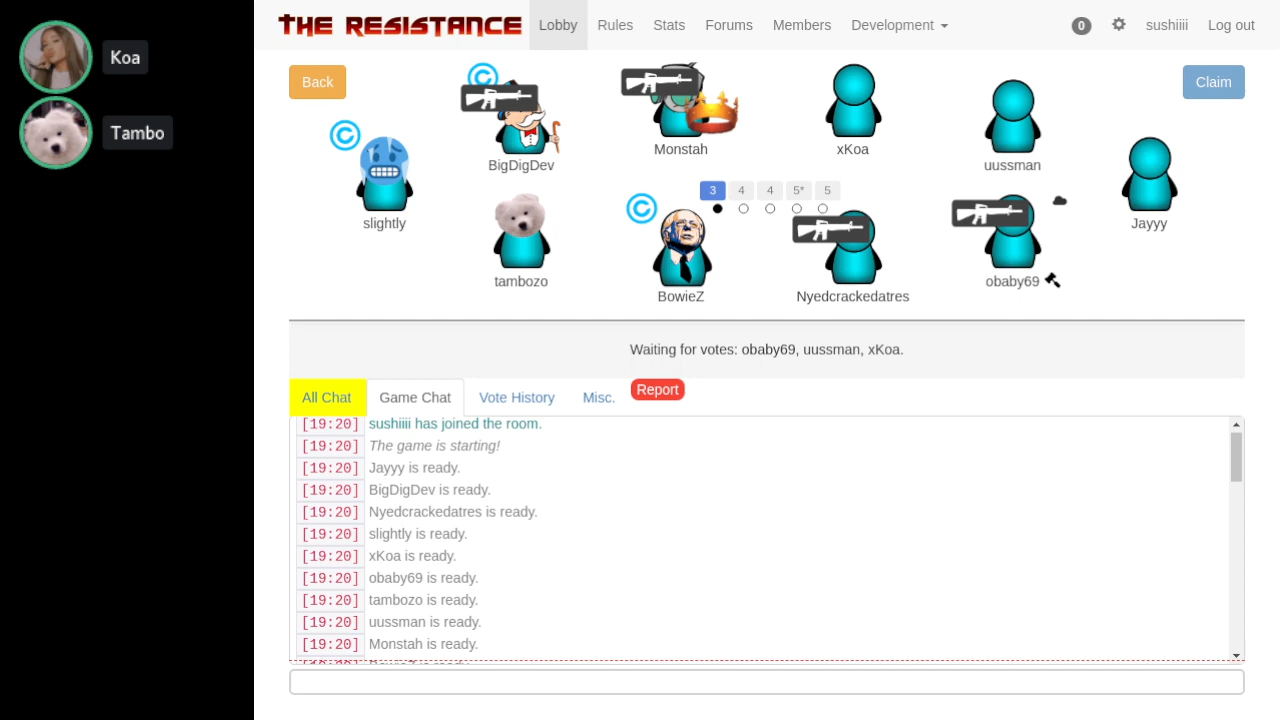 Koa
Tambo
THE RESISTANCE
Lobby Rules Stats Forums Members Development 0 sushiiii Log out
Back
Claim
©
©
BigDigDev
Monstah
xKoa
uussman
slightly
Jayyy
3 4 4 5* 5
©
tambozo
BowieZ
Nyedcrackedatres
obaby69
Waiting for votes: obaby69, uussman, xKoa.
All Chat Game Chat Vote History Misc. Report
[19:20] sushiiii has joined the room.
[19:20] The game is starting!
[19:20] Jayyy is ready.
[19:20] BigDigDev is ready.
[19:20] Nyedcrackedatres is ready.
[19:20] slightly is ready.
[19:20] xKoa is ready.
[19:20] obaby69 is ready.
[19:20] tambozo is ready.
[19:20] uussman is ready.
[19:20] Monstah is ready.